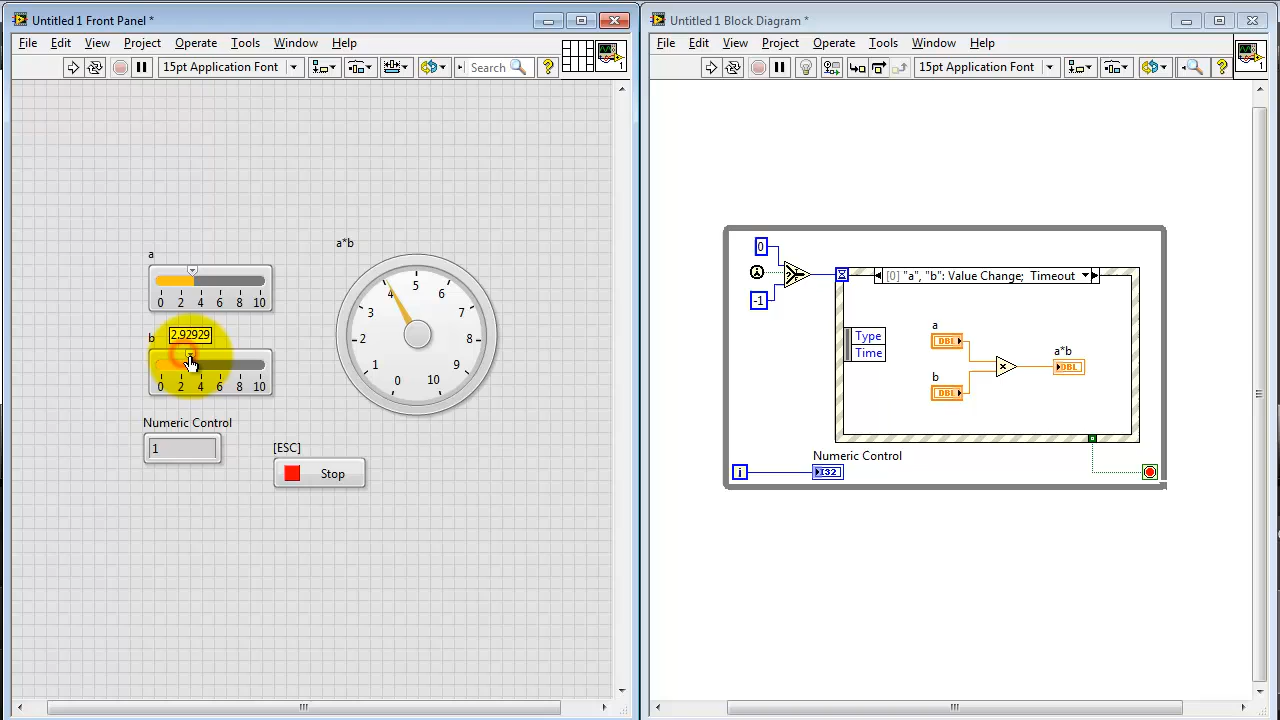 Untitled 1 Front Panel *
File Edit View Project Operate Tools Window Help
15pt Application Font
Search
?
1
a
0 2 4 6 8 10
b
2.92929
0 2 4 6 8 10
Numeric Control
1
a*b
0 1 2 3 4 5 6 7 8 9 10
[ESC]
Stop
Untitled 1 Block Diagram *
File Edit View Project Operate Tools Window Help
15pt Application Font
?
1
0
?
-1
[0] "a", "b": Value Change; Timeout
Type
Time
a
DBL
b
DBL
×
a*b
DBL
i
Numeric Control
I32